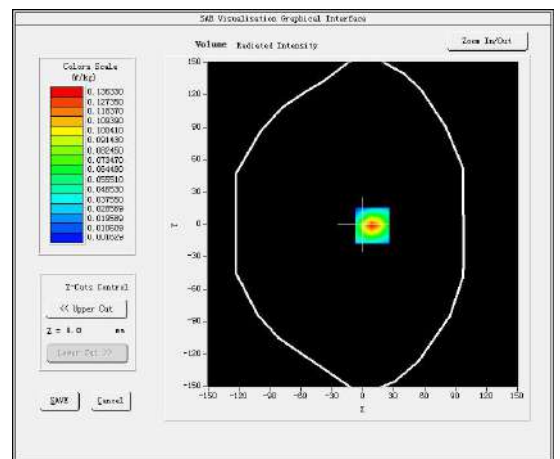 SAR Visualisation Graphical Interface
Volume Radiated Intensity
Zoom In/Out
Colors Scale
(W/kg)
0.136330
0.127350
0.118370
0.109390
0.100410
0.091430
0.082450
0.073470
0.064490
0.055510
0.046530
0.037550
0.028569
0.019589
0.010609
0.001629
Z-Cuts Control
<< Upper Cut
Z = 4.0 mm
Lower Cut >>
SAVE
Cancel
150
120
90
60
30
0
-30
-60
-90
-120
-150
Y
-150 -120 -90 -60 -30 0 30 60 90 120 150
X